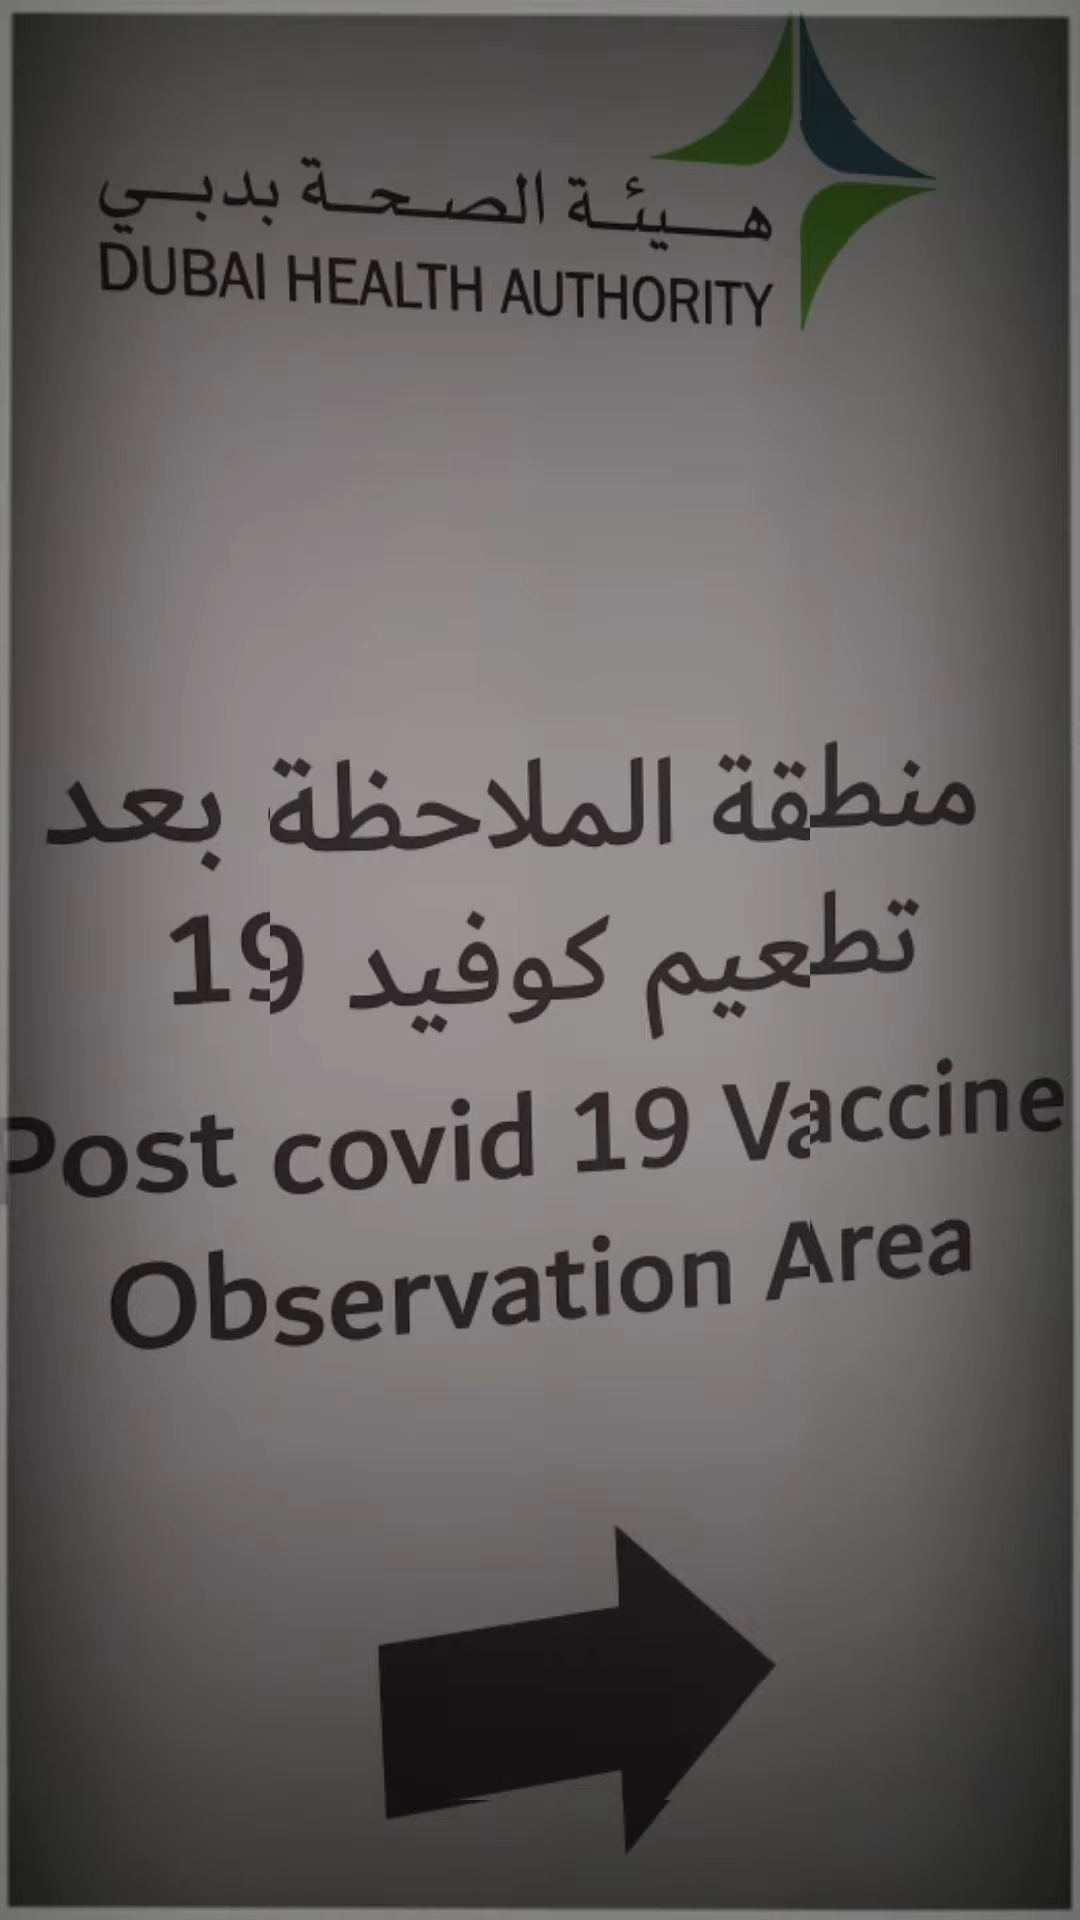 هيئة الصحة بدبي
DUBAI HEALTH AUTHORITY
منطقة الملاحظة بعد
تطعيم كوفيد 19
Post covid 19 Vaccine
Observation Area